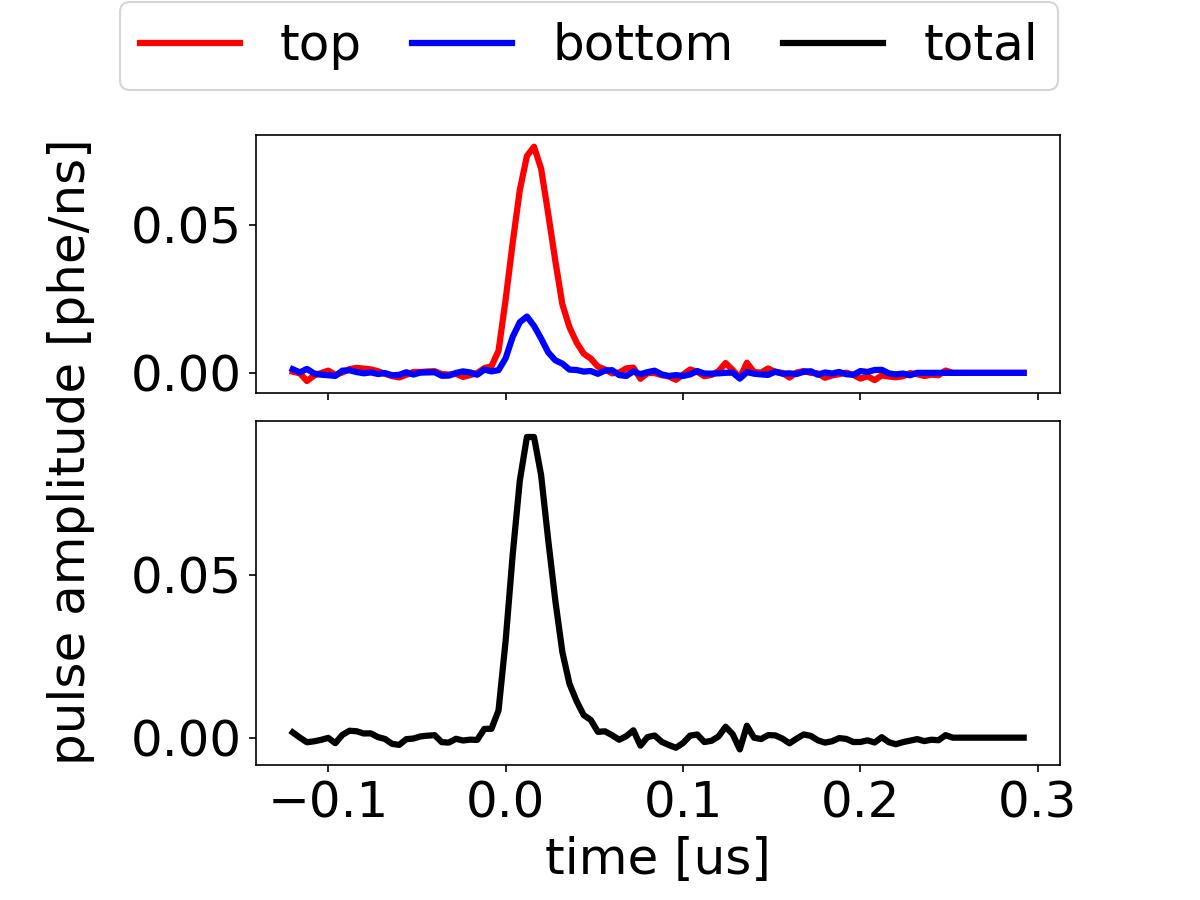 top bottom total
pulse amplitude [phe/ns]
0.05
0.00
0.05
0.00
−0.1 0.0 0.1 0.2 0.3
time [us]